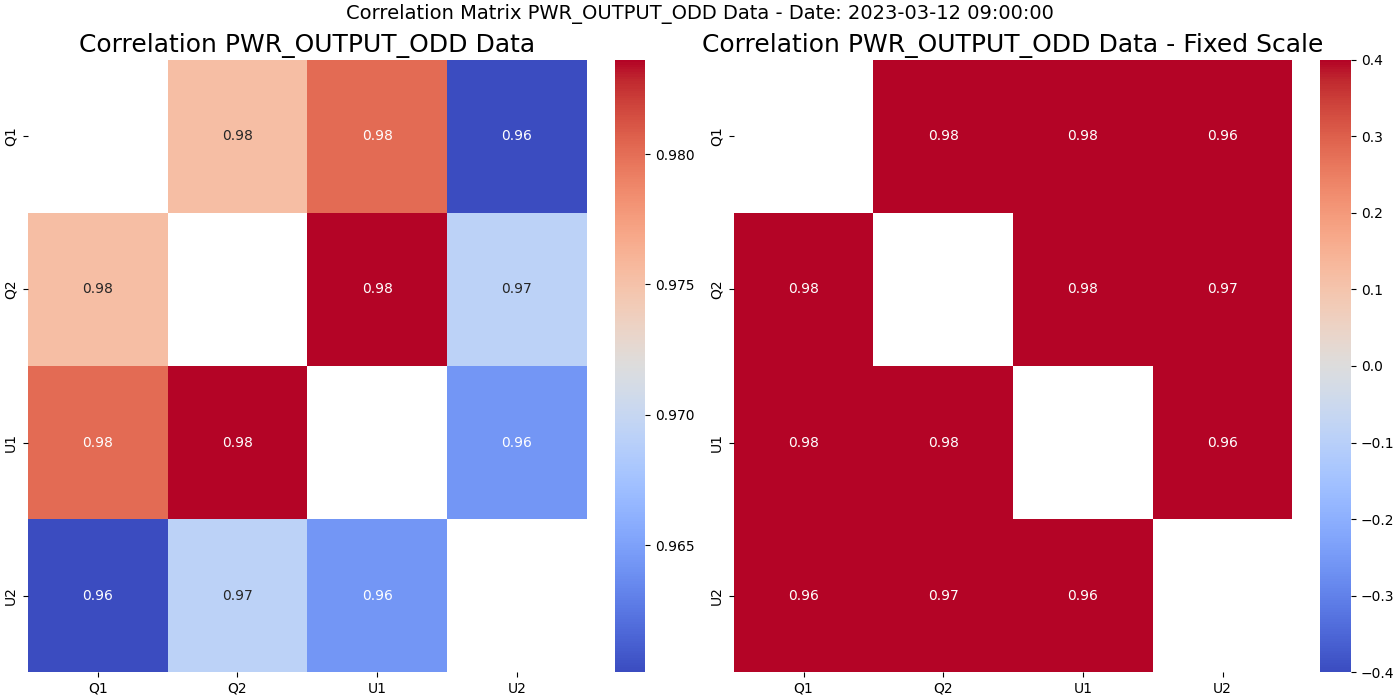 Correlation Matrix PWR_OUTPUT_ODD Data - Date: 2023-03-12 09:00:00
Correlation PWR_OUTPUT_ODD Data
Q1
0.98
0.98
0.96
Q2
0.98
0.98
0.97
U1
0.98
0.98
0.96
U2
0.96
0.97
0.96
Q1
Q2
U1
U2
0.980
0.975
0.970
0.965
Correlation PWR_OUTPUT_ODD Data - Fixed Scale
Q1
0.98
0.98
0.96
Q2
0.98
0.98
0.97
U1
0.98
0.98
0.96
U2
0.96
0.97
0.96
Q1
Q2
U1
U2
0.4
0.3
0.2
0.1
0.0
−0.1
−0.2
−0.3
−0.4